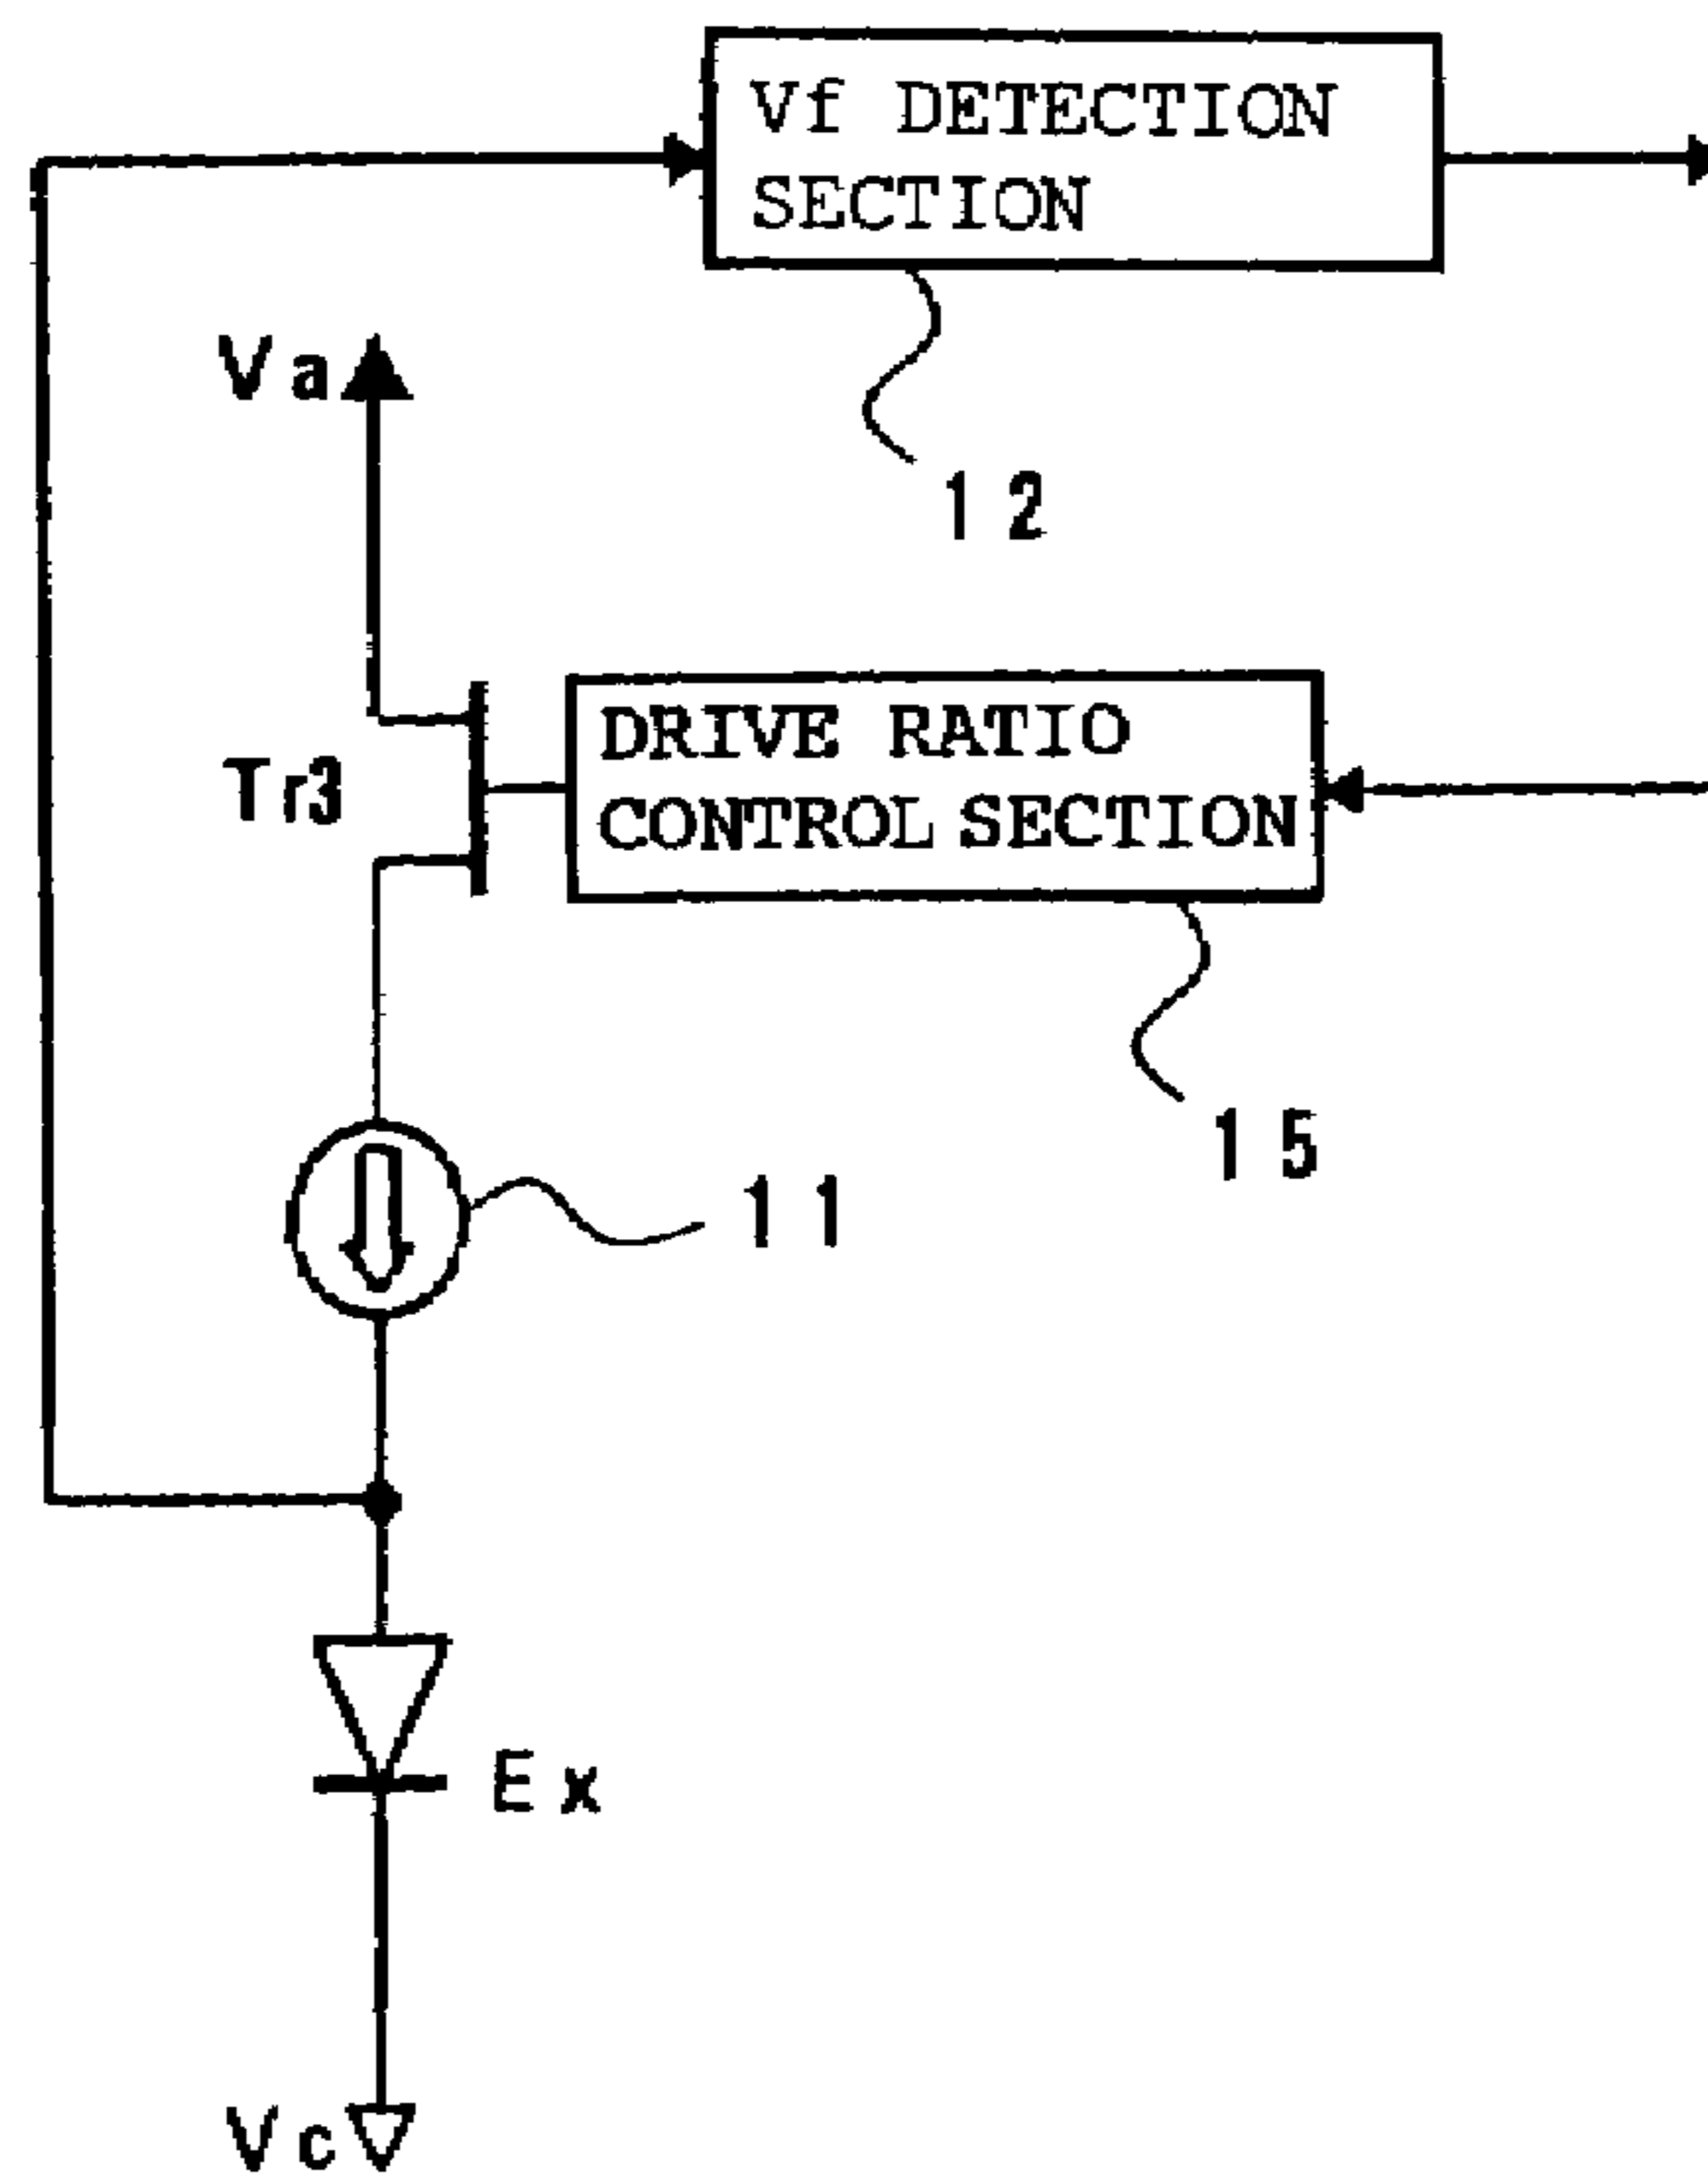 Vf DETECTION
SECTION
Va
12
Tr3
DRIVE RATIO
CONTROL SECTION
15
11
Ex
Vc